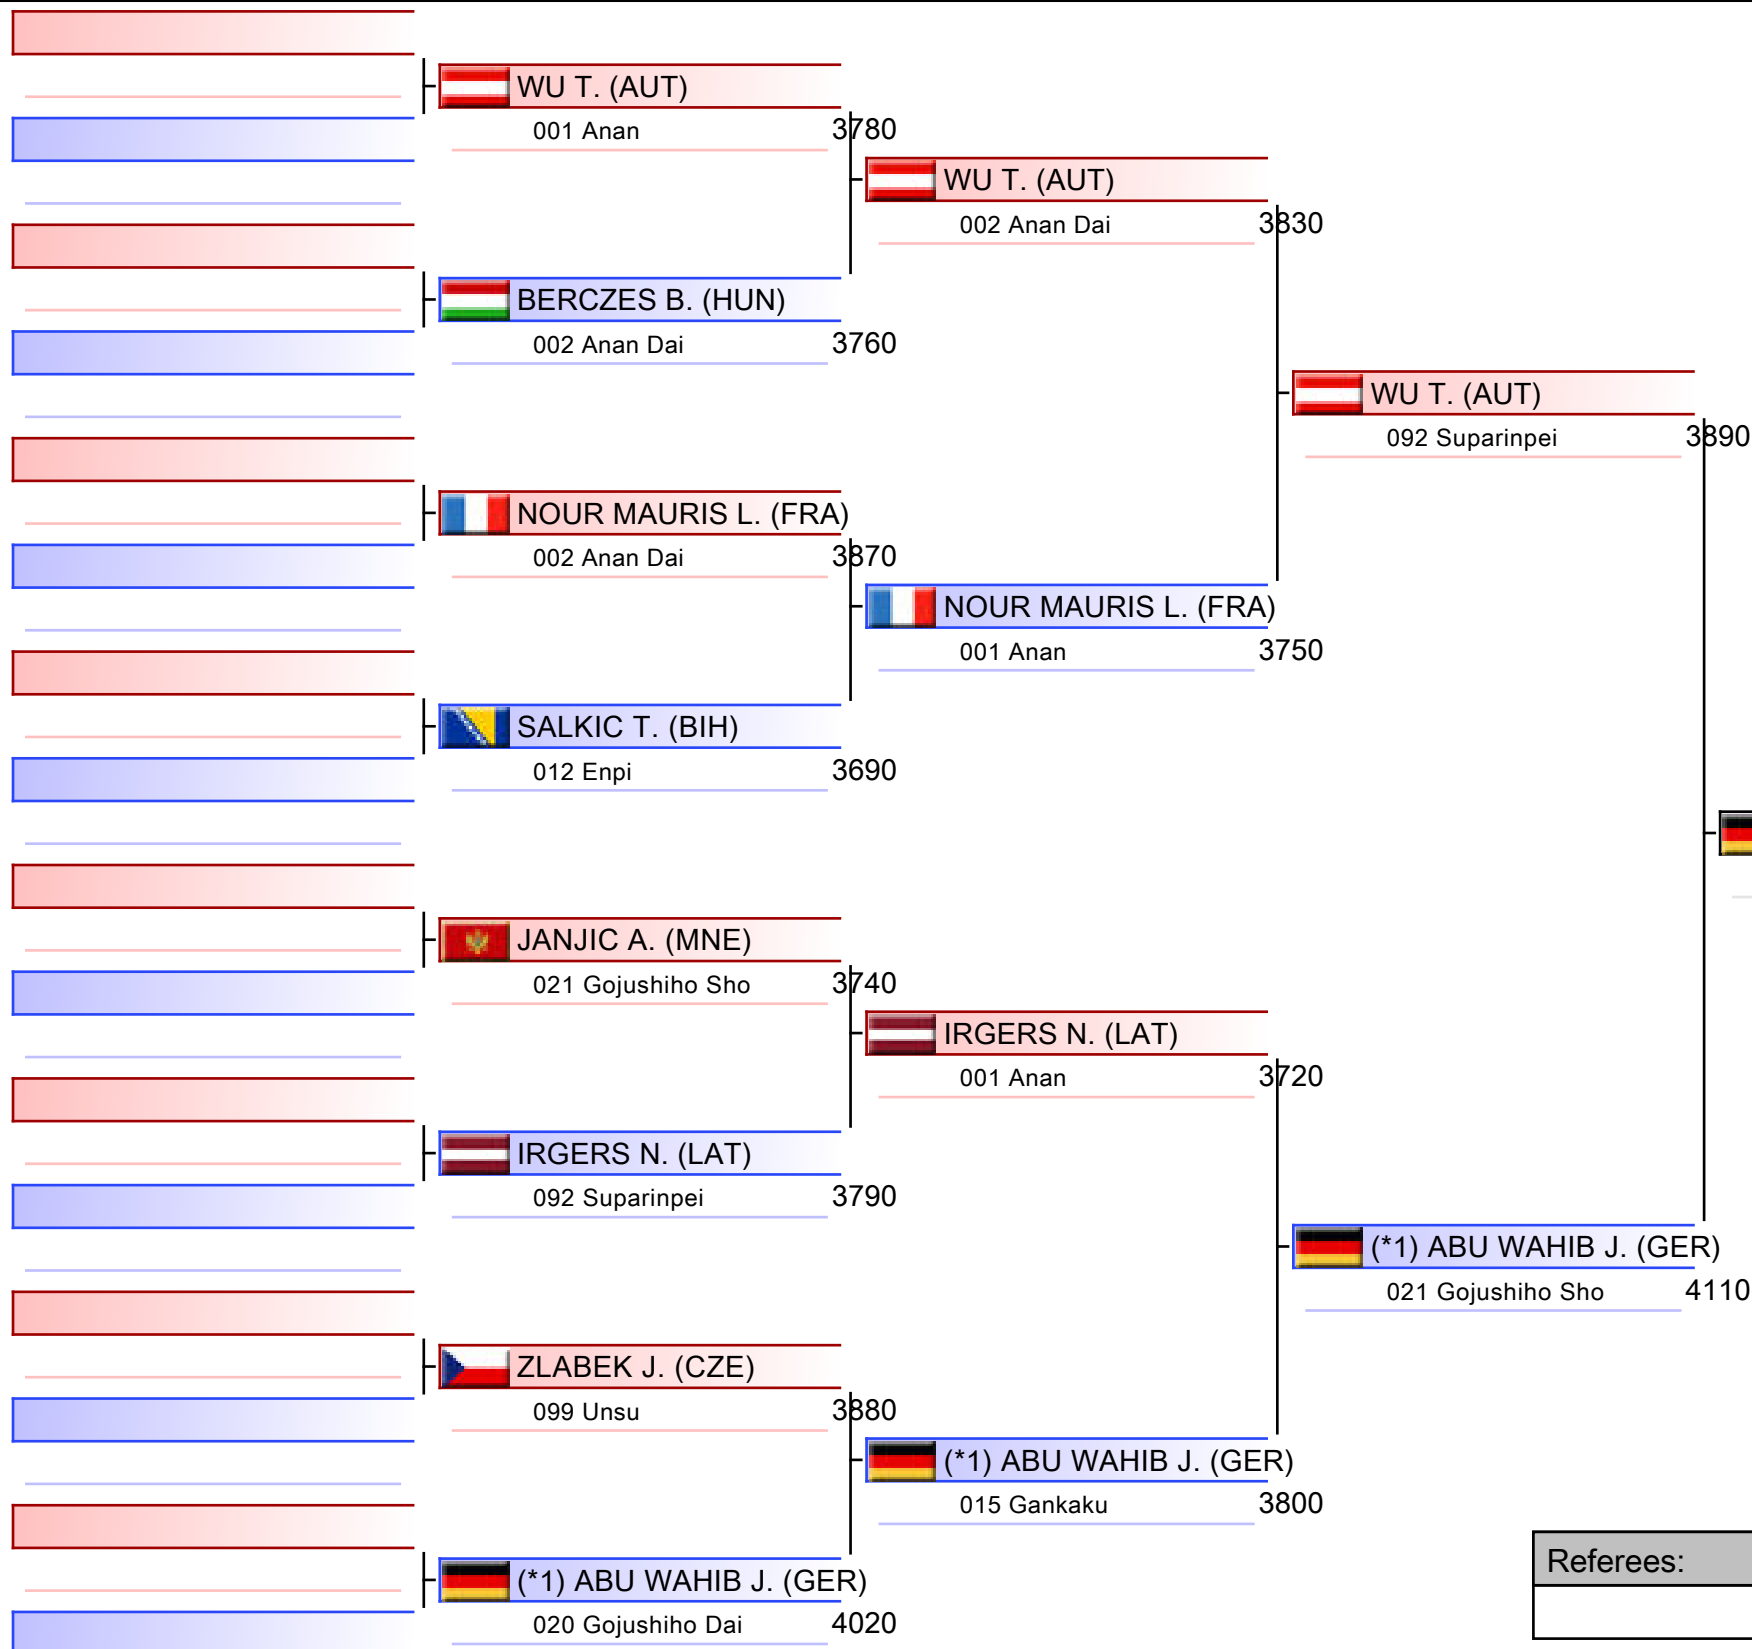 WU T. (AUT)
001 Anan 3780
BERCZES B. (HUN)
002 Anan Dai 3760
NOUR MAURIS L. (FRA)
002 Anan Dai 3870
SALKIC T. (BIH)
012 Enpi 3690
JANJIC A. (MNE)
021 Gojushiho Sho 3740
IRGERS N. (LAT)
092 Suparinpei 3790
ZLABEK J. (CZE)
099 Unsu 3880
(*1) ABU WAHIB J. (GER)
020 Gojushiho Dai 4020
WU T. (AUT)
002 Anan Dai 3830
NOUR MAURIS L. (FRA)
001 Anan 3750
IRGERS N. (LAT)
001 Anan 3720
(*1) ABU WAHIB J. (GER)
015 Gankaku 3800
WU T. (AUT)
092 Suparinpei 3890
(*1) ABU WAHIB J. (GER)
021 Gojushiho Sho 4110
Referees: